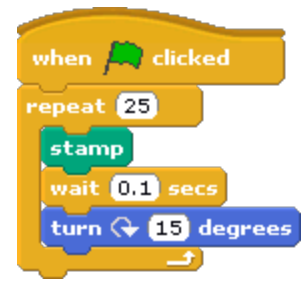 when clicked
repeat 25
stamp
wait 0.1 secs
turn 15 degrees